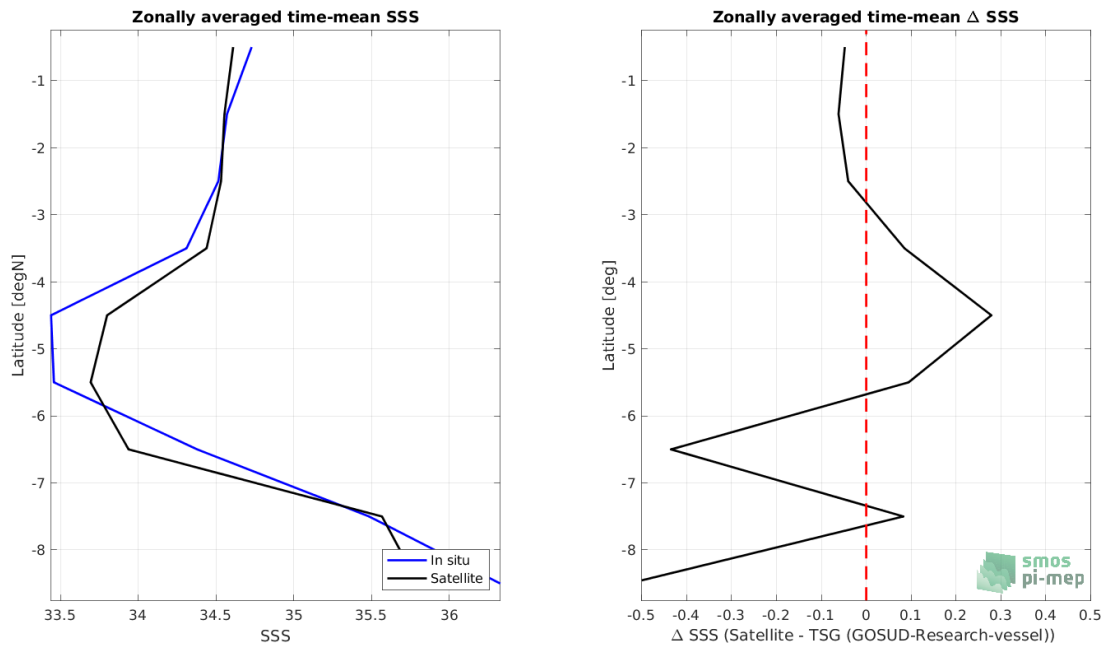 Zonally averaged time-mean SSS
-1
-2
-3
-4
-5
-6
-7
-8
Latitude [degN]
33.5 34 34.5 35 35.5 36
SSS
In situ
Satellite
Zonally averaged time-mean Δ SSS
-1
-2
-3
-4
-5
-6
-7
-8
Latitude [deg]
-0.5 -0.4 -0.3 -0.2 -0.1 0 0.1 0.2 0.3 0.4 0.5
Δ SSS (Satellite - TSG (GOSUD-Research-vessel))
smos
pi-mep